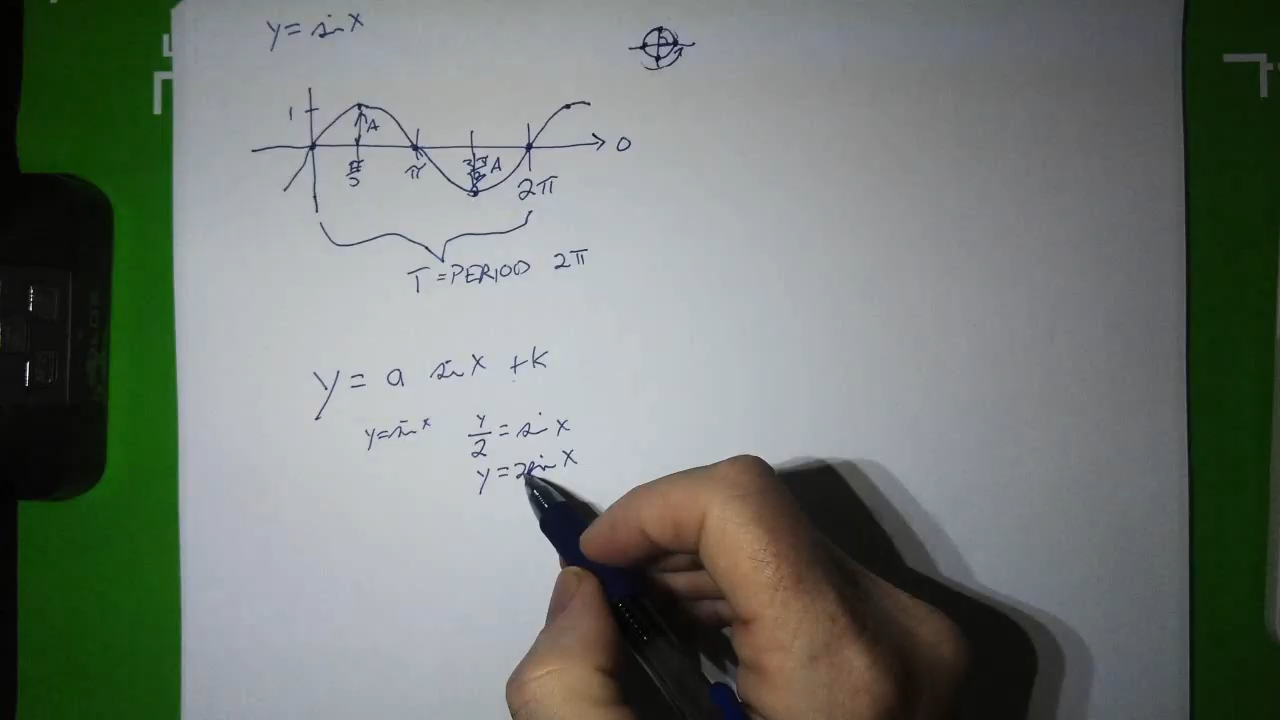 y = sin x
1
A
π/2
π
3π/2
A
2π
θ
T = PERIOD 2π
y = a sin x + k
y = sin x
y/2 = sin x
y = 2 sin x